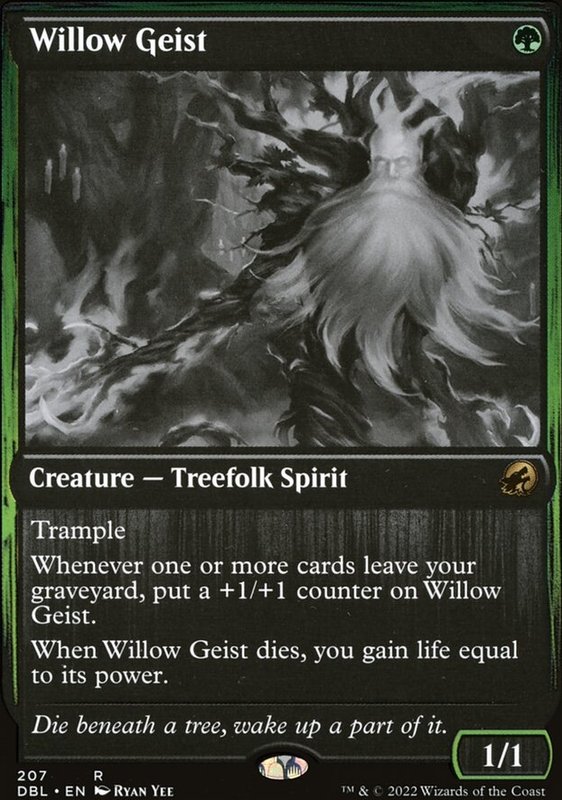 Willow Geist
Creature — Treefolk Spirit
Trample
Whenever one or more cards leave your
graveyard, put a +1/+1 counter on Willow
Geist.
When Willow Geist dies, you gain life equal
to its power.
Die beneath a tree, wake up a part of it.
1/1
207 R
DBL • EN Ryan Yee
™ & © 2022 Wizards of the Coast